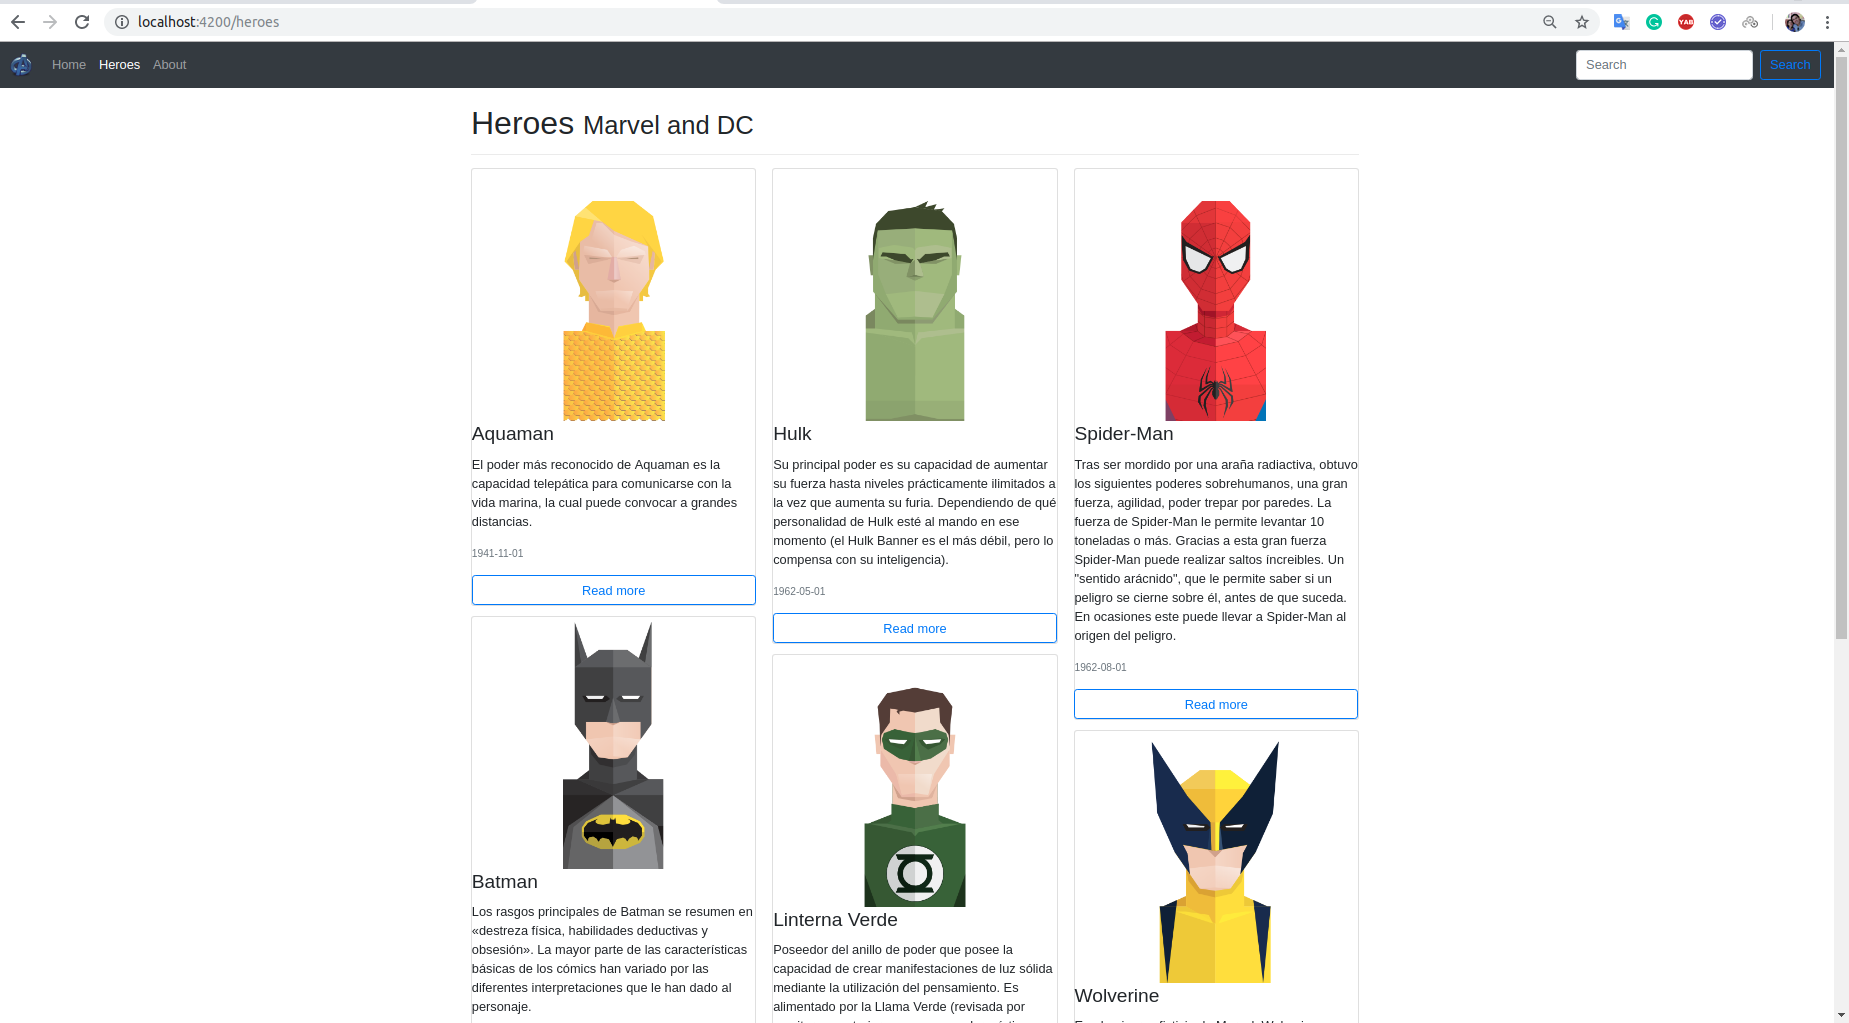 localhost:4200/heroes
Home Heroes About
Search Search
Heroes Marvel and DC
Aquaman
El poder más reconocido de Aquaman es la
capacidad telepática para comunicarse con la
vida marina, la cual puede convocar a grandes
distancias.
1941-11-01
Read more
Batman
Los rasgos principales de Batman se resumen en
«destreza física, habilidades deductivas y
obsesión». La mayor parte de las características
básicas de los cómics han variado por las
diferentes interpretaciones que le han dado al
personaje.
Hulk
Su principal poder es su capacidad de aumentar
su fuerza hasta niveles prácticamente ilimitados a
la vez que aumenta su furia. Dependiendo de qué
personalidad de Hulk esté al mando en ese
momento (el Hulk Banner es el más débil, pero lo
compensa con su inteligencia).
1962-05-01
Read more
Linterna Verde
Poseedor del anillo de poder que posee la
capacidad de crear manifestaciones de luz sólida
mediante la utilización del pensamiento. Es
alimentado por la Llama Verde (revisada por
Spider-Man
Tras ser mordido por una araña radiactiva, obtuvo
los siguientes poderes sobrehumanos, una gran
fuerza, agilidad, poder trepar por paredes. La
fuerza de Spider-Man le permite levantar 10
toneladas o más. Gracias a esta gran fuerza
Spider-Man puede realizar saltos íncreibles. Un
"sentido arácnido", que le permite saber si un
peligro se cierne sobre él, antes de que suceda.
En ocasiones este puede llevar a Spider-Man al
origen del peligro.
1962-08-01
Read more
Wolverine